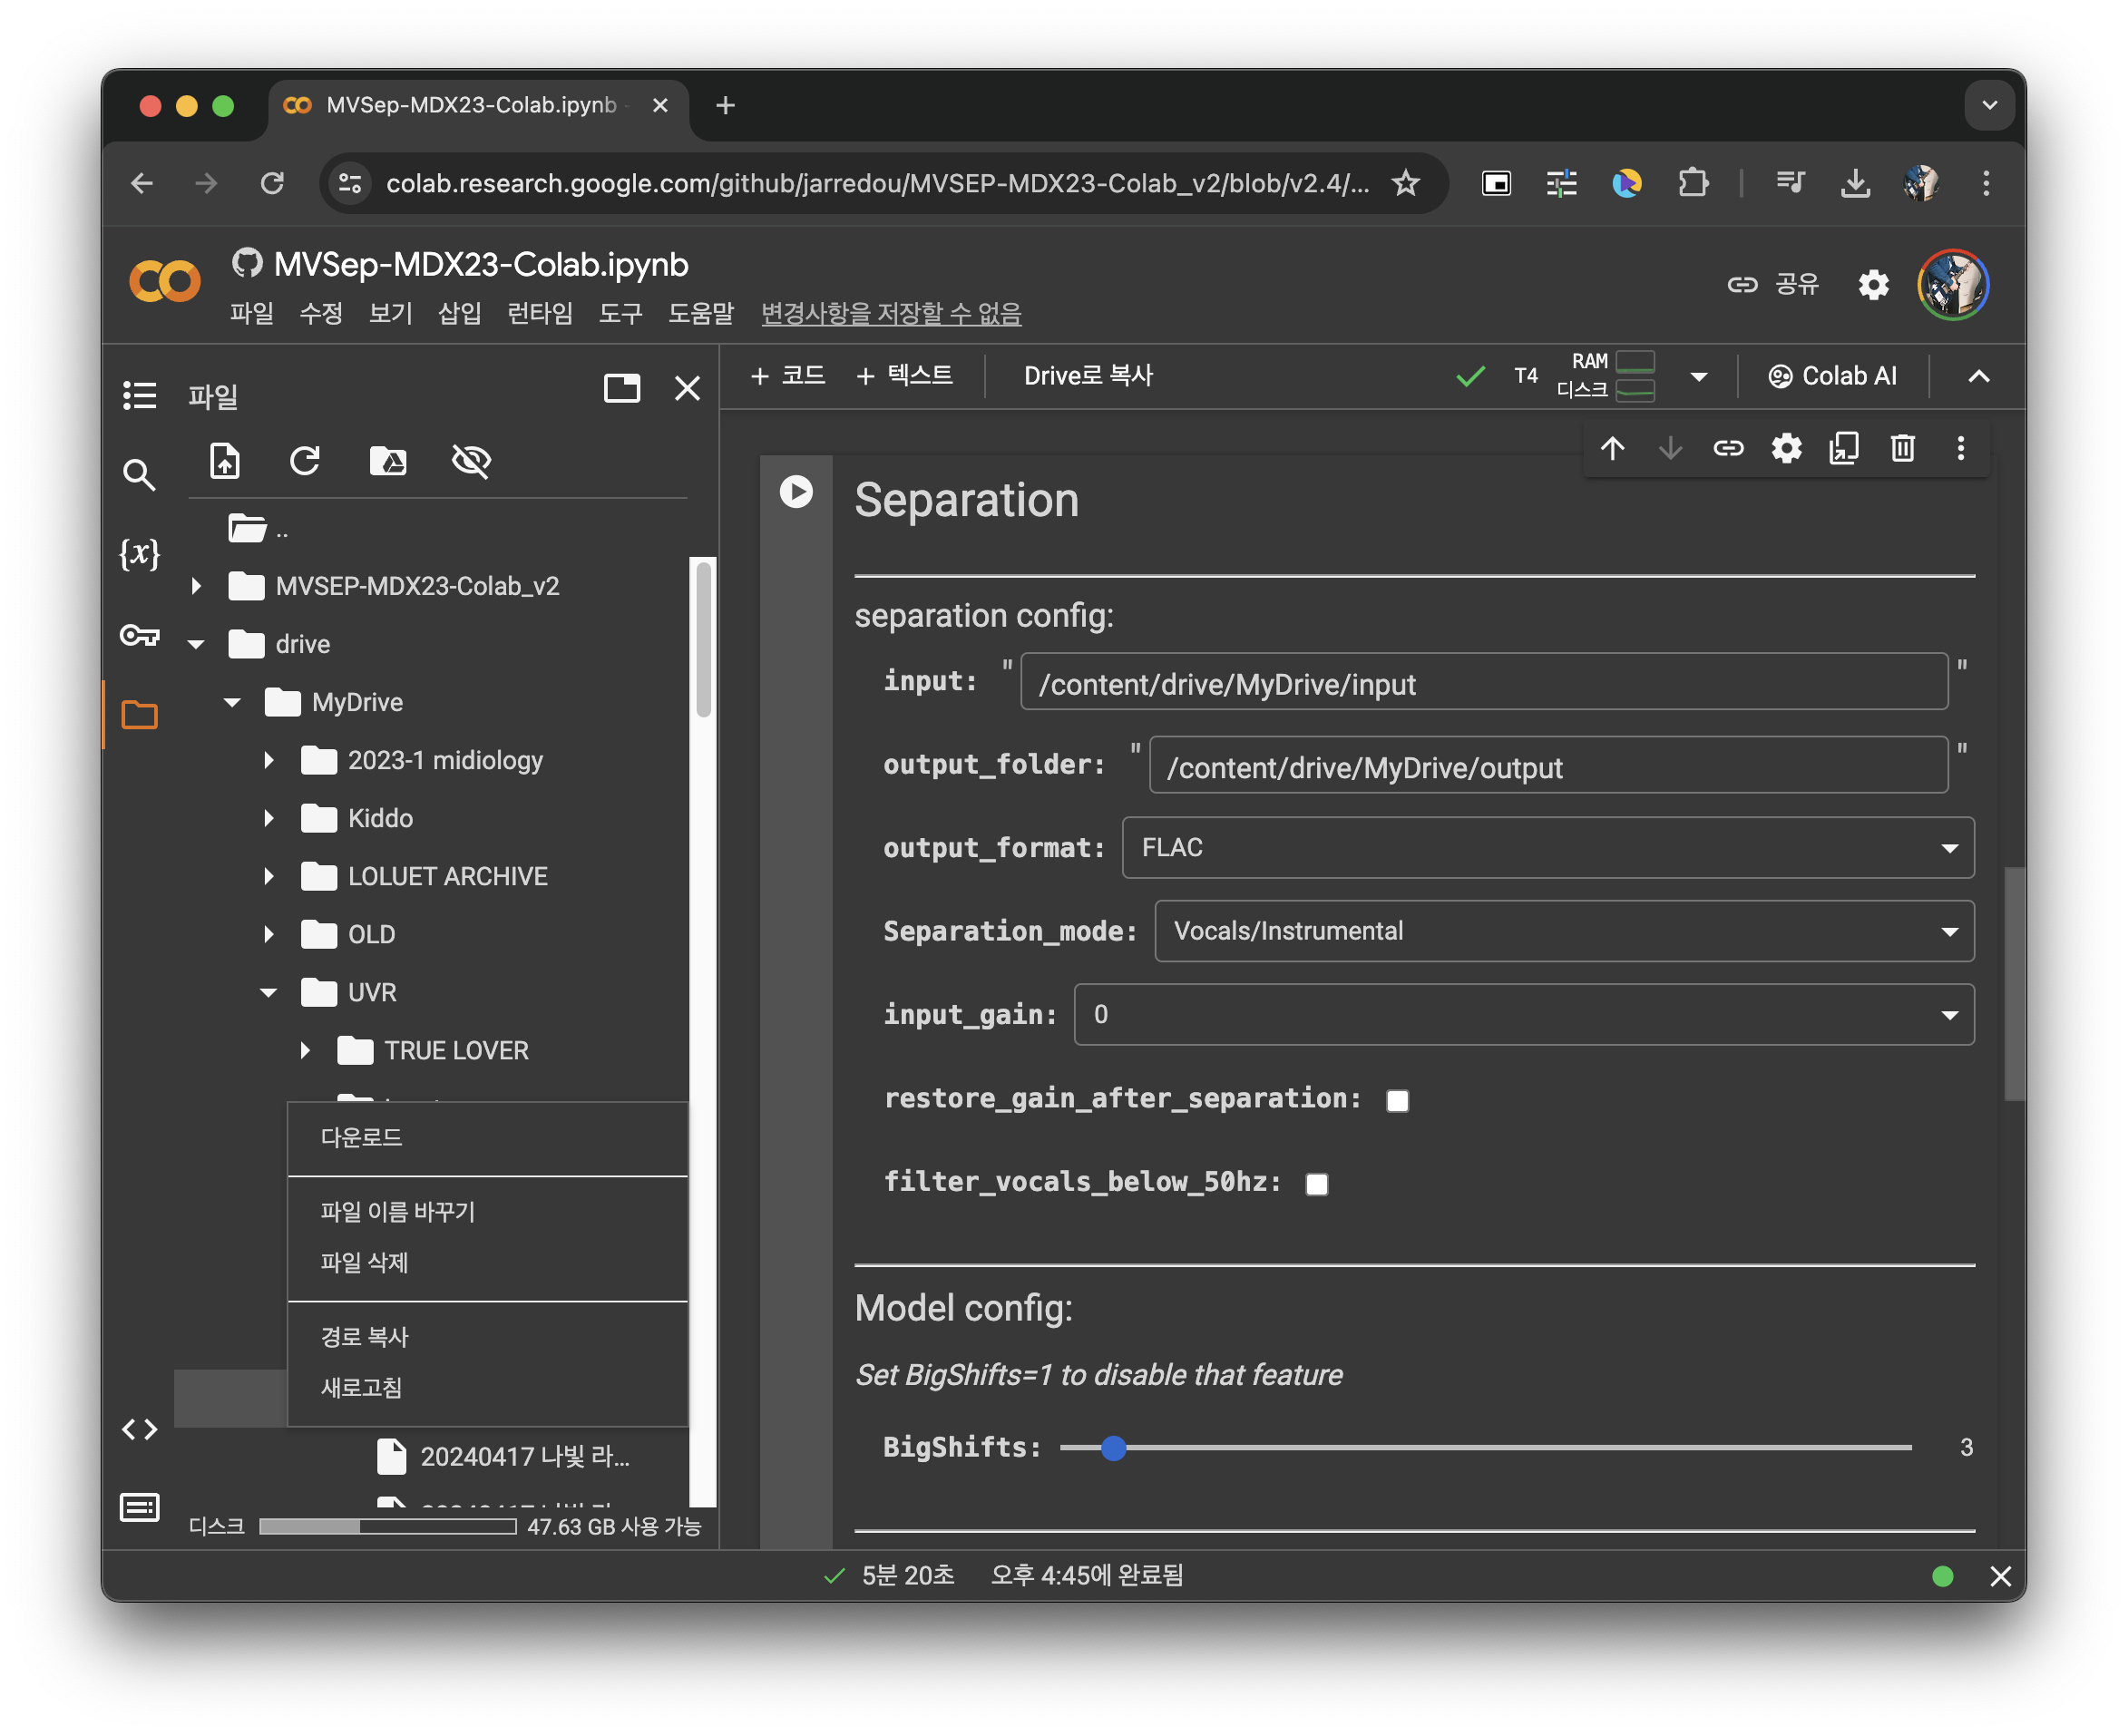 MVSep-MDX23-Colab.ipynb -
colab.research.google.com/github/jarredou/MVSEP-MDX23-Colab_v2/blob/v2.4/...
MVSep-MDX23-Colab.ipynb
파일 수정 보기 삽입 런타임 도구 도움말 변경사항을 저장할 수 없음
공유
파일
+ 코드 + 텍스트 Drive로 복사
T4 RAM 디스크
Colab AI
{x}
..
MVSEP-MDX23-Colab_v2
drive
MyDrive
2023-1 midiology
Kiddo
LOLUET ARCHIVE
OLD
UVR
TRUE LOVER
다운로드
파일 이름 바꾸기
파일 삭제
경로 복사
새로고침
20240417 나빛 라...
디스크 47.63 GB 사용 가능
Separation
separation config:
input: "/content/drive/MyDrive/input"
output_folder: "/content/drive/MyDrive/output"
output_format: FLAC
Separation_mode: Vocals/Instrumental
input_gain: 0
restore_gain_after_separation:
filter_vocals_below_50hz:
Model config:
Set BigShifts=1 to disable that feature
BigShifts: 3
5분 20초 오후 4:45에 완료됨